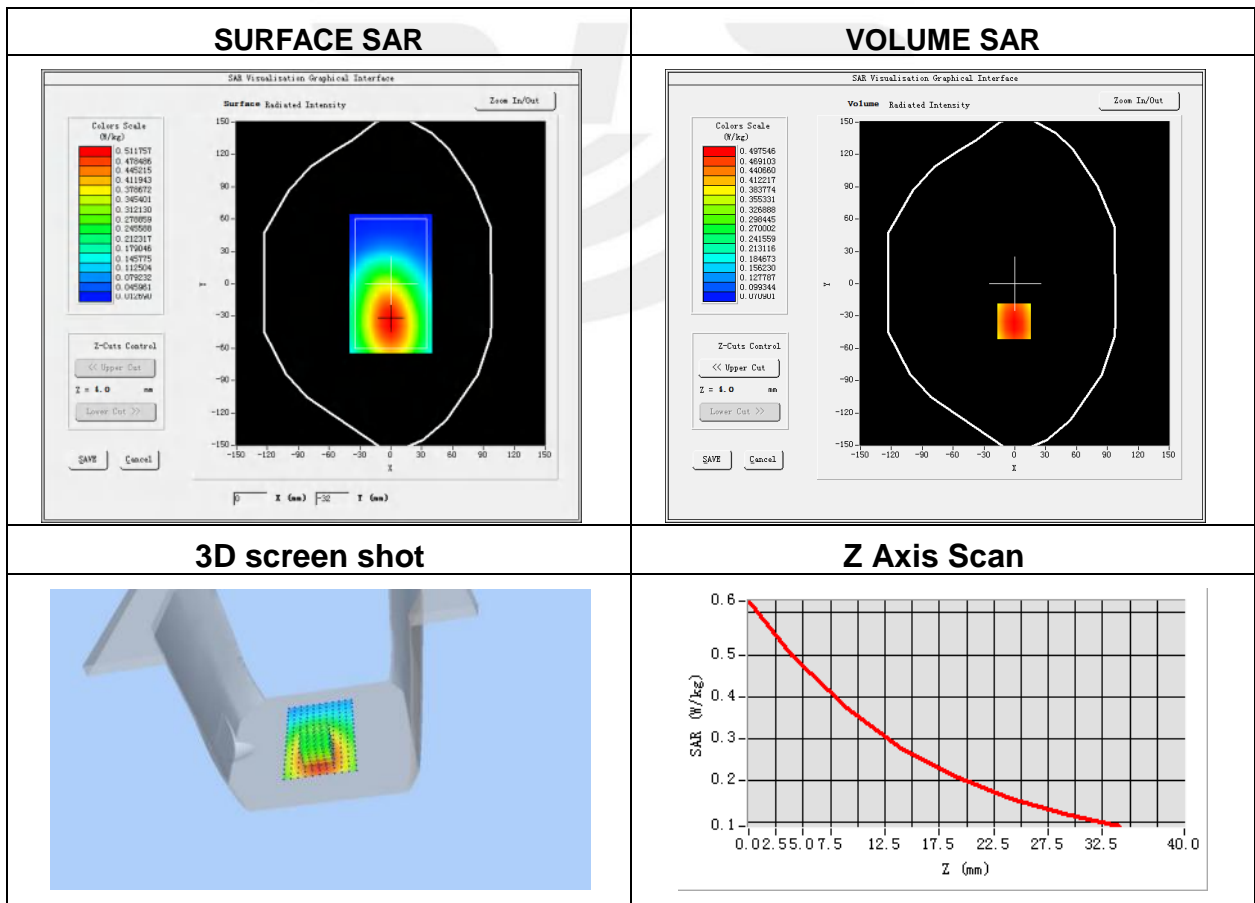 SURFACE SAR
SAR Visualisation Graphical Interface
Surface Radiated Intensity
Zoom In/Out
Colors Scale
(W/kg)
0.511757
0.478486
0.445215
0.411943
0.378672
0.345401
0.312130
0.278859
0.245588
0.212317
0.179046
0.145775
0.112504
0.079232
0.045961
0.012690
Z-Cuts Control
<< Upper Cut
Z = 4.0 mm
Lower Cut >>
SAVE Cancel
150
120
90
60
30
0
-30
-60
-90
-120
-150
Y
-150 -120 -90 -60 -30 0 30 60 90 120 150
X
0 X (mm) -32 Y (mm)
VOLUME SAR
SAR Visualisation Graphical Interface
Volume Radiated Intensity
Zoom In/Out
Colors Scale
(W/kg)
0.497546
0.469103
0.440660
0.412217
0.383774
0.355331
0.326888
0.298445
0.270002
0.241559
0.213116
0.184673
0.156230
0.127787
0.099344
0.070901
Z-Cuts Control
<< Upper Cut
Z = 4.0 mm
Lower Cut >>
SAVE Cancel
150
120
90
60
30
0
-30
-60
-90
-120
-150
Y
-150 -120 -90 -60 -30 0 30 60 90 120 150
X
3D screen shot
Z Axis Scan
0.6
0.5
0.4
0.3
0.2
0.1
SAR (W/kg)
0.0 2.5 5.0 7.5 12.5 17.5 22.5 27.5 32.5 40.0
Z (mm)